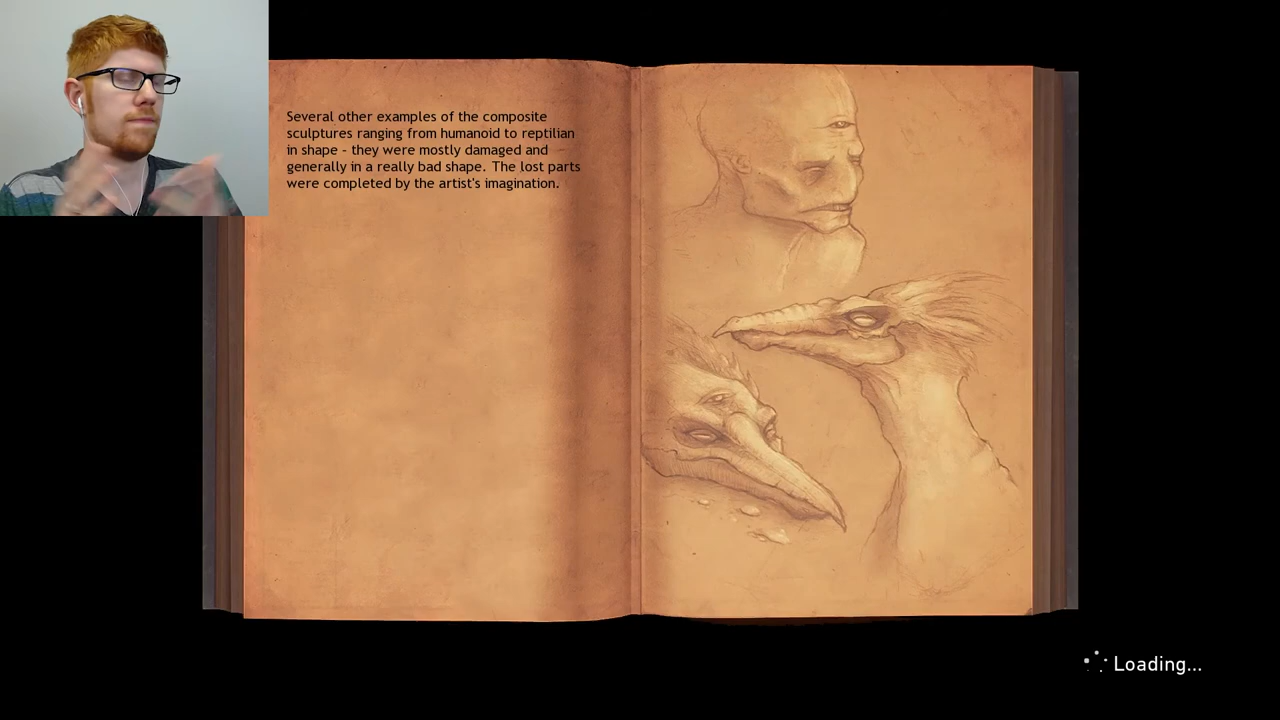 Several other examples of the composite
sculptures ranging from humanoid to reptilian
in shape - they were mostly damaged and
generally in a really bad shape. The lost parts
were completed by the artist's imagination.
Loading...